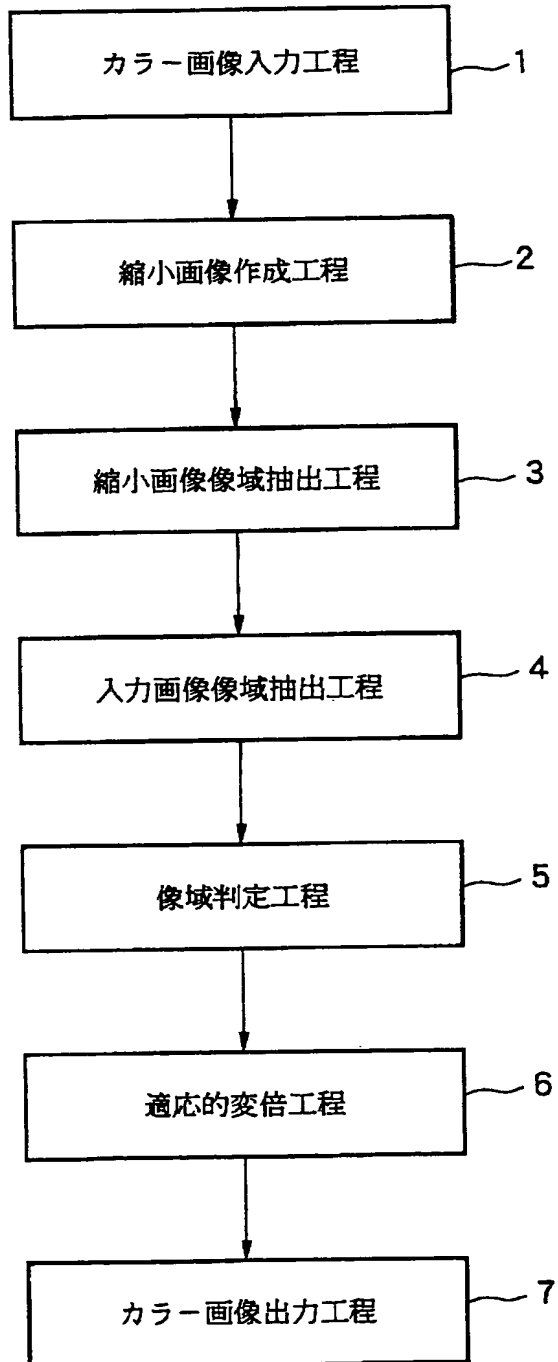 カラー画像入力工程 1
縮小画像作成工程 2
縮小画像像域抽出工程 3
入力画像像域抽出工程 4
像域判定工程 5
適応的変倍工程 6
カラー画像出力工程 7